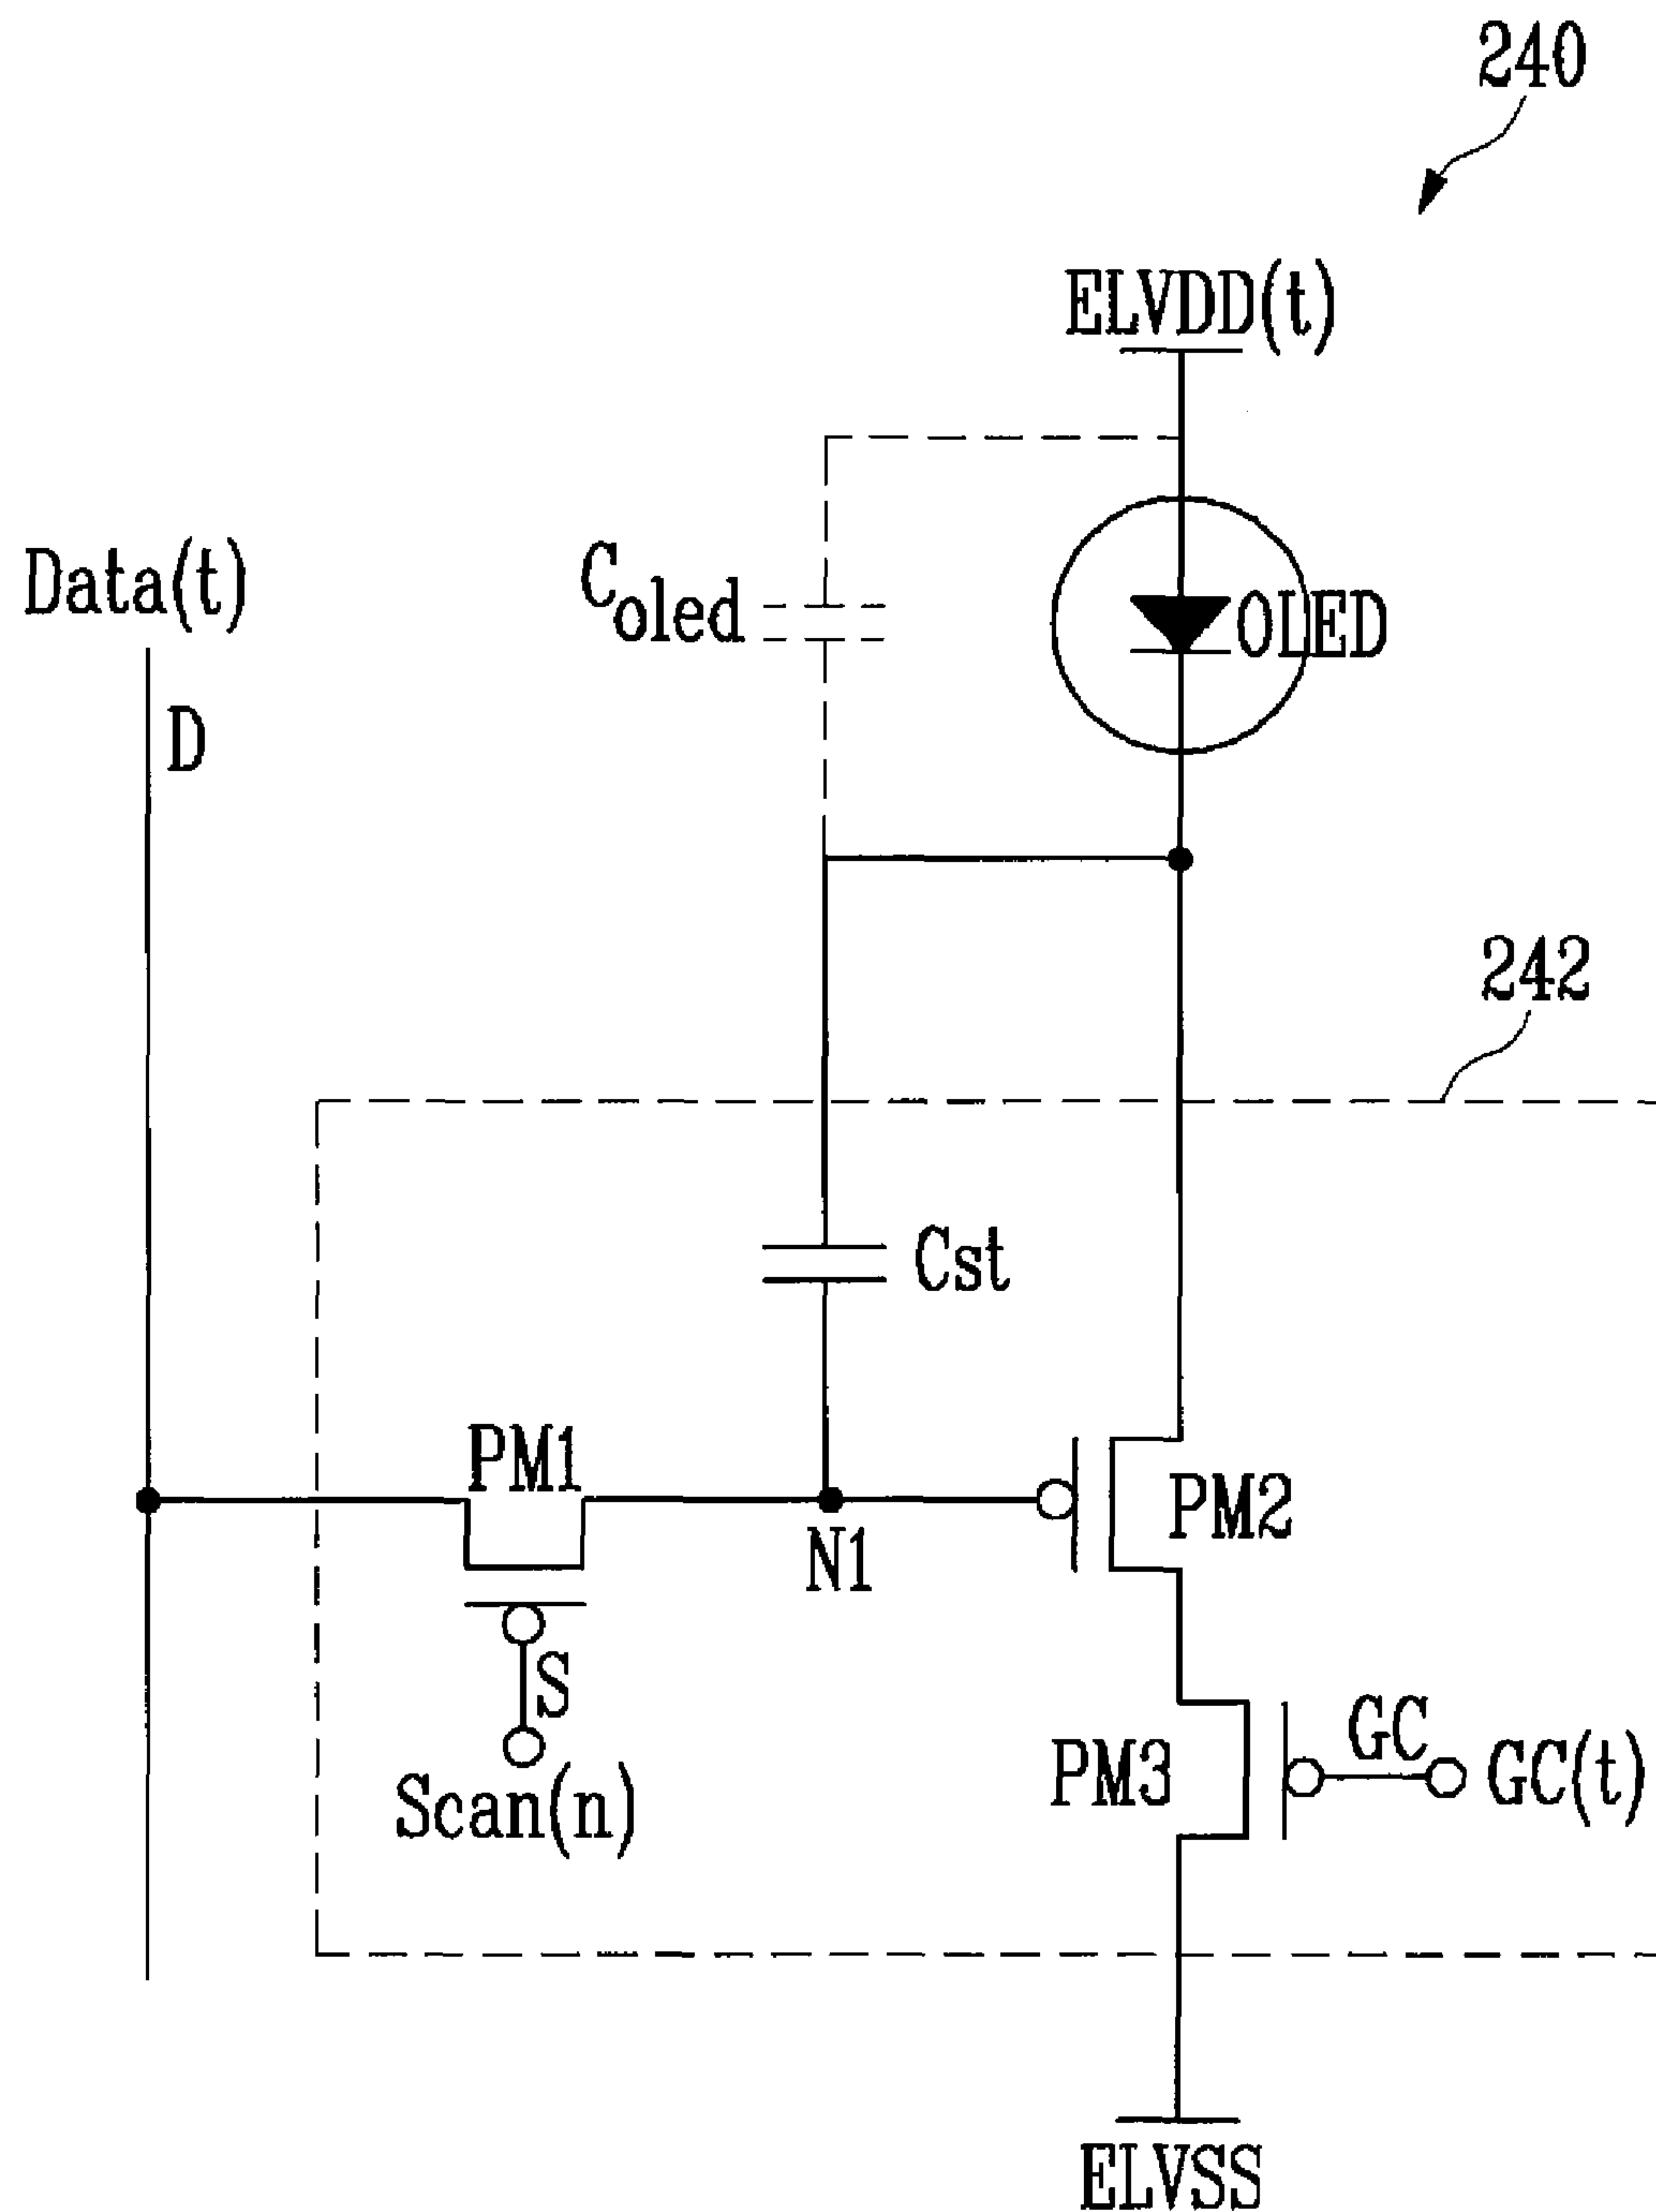 240
ELVDD(t)
Data(t)
Coled
OLED
D
242
Cst
PM1
PM2
N1
S
GC
PM3
GC(t)
Scan(n)
ELVSS